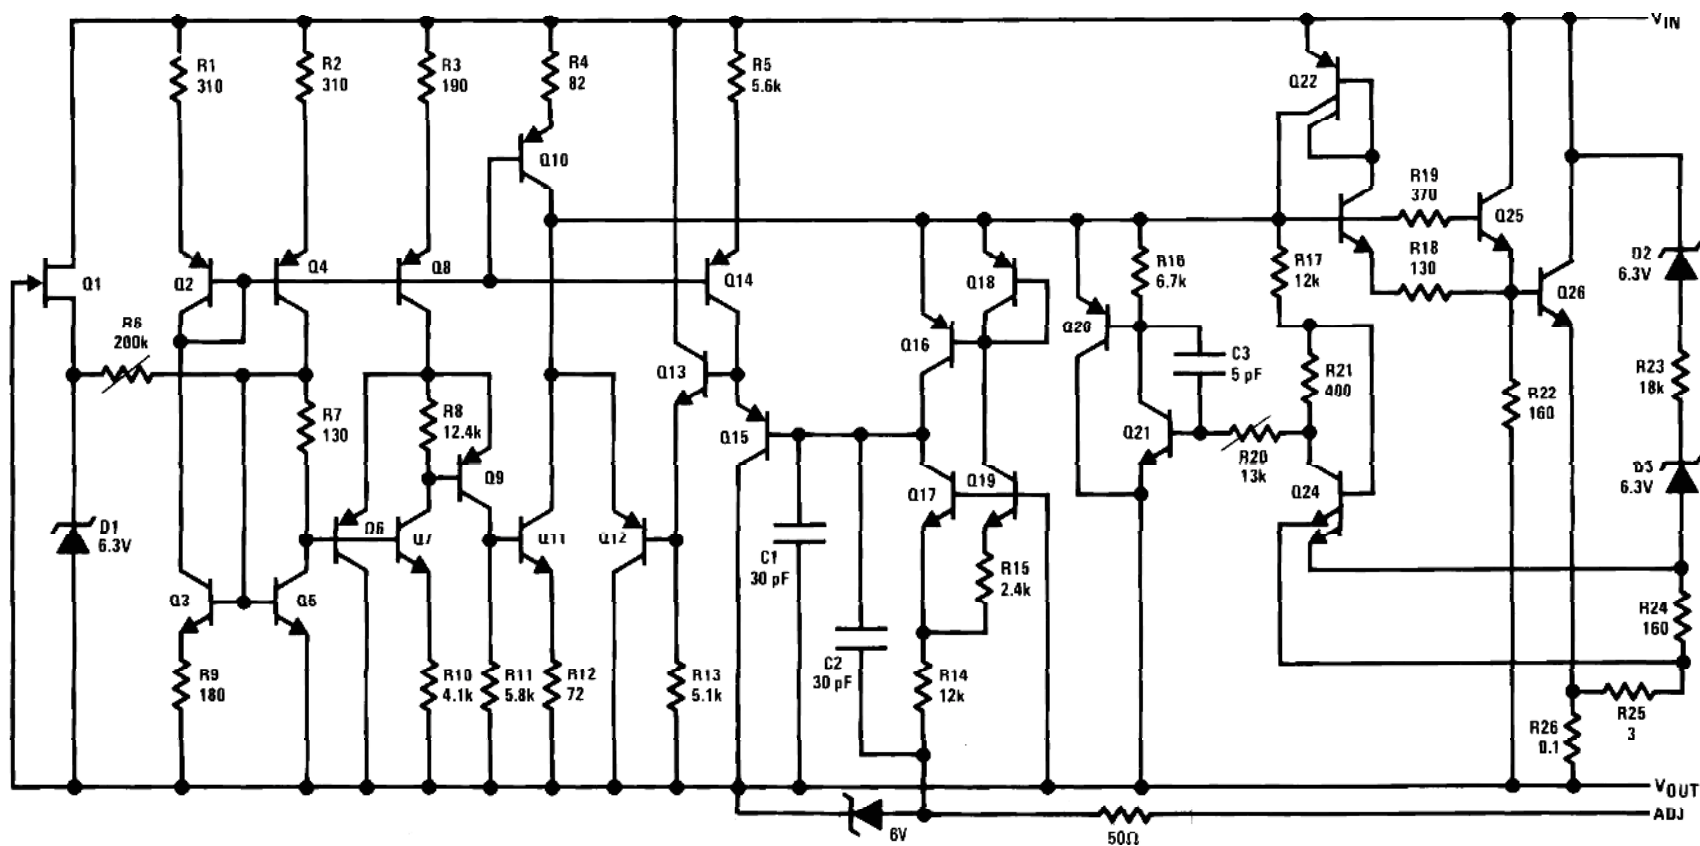 VIN
R1
310
R2
310
R3
190
R4
82
R5
5.6k
Q22
Q10
R19
370
Q25
Q1
Q2
Q4
Q8
Q14
Q18
R16
6.7k
R17
12k
R18
130
Q26
D2
6.3V
R6
200k
Q20
Q16
C3
5 pF
Q13
R21
400
R23
18k
R7
130
R8
12.4k
Q15
Q21
R20
13k
R22
160
Q9
Q17
Q19
Q24
D3
6.3V
D1
6.3V
Q6
Q7
Q11
Q12
C1
30 pF
R15
2.4k
Q3
Q5
R24
160
C2
30 pF
R9
180
R10
4.1k
R11
5.8k
R12
72
R13
5.1k
R14
12k
R25
3
R26
0.1
VOUT
ADJ
6V
50Ω